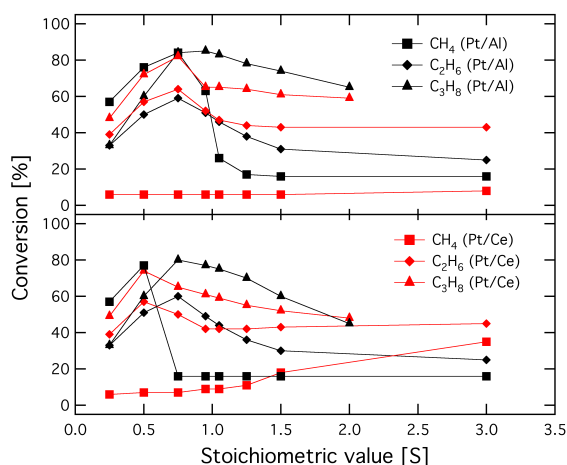 100
80
60
40
20
0
CH₄ (Pt/Al)
C₂H₆ (Pt/Al)
C₃H₈ (Pt/Al)
Conversion [%]
100
80
60
40
20
0
CH₄ (Pt/Ce)
C₂H₆ (Pt/Ce)
C₃H₈ (Pt/Ce)
0.0 0.5 1.0 1.5 2.0 2.5 3.0 3.5
Stoichiometric value [S]